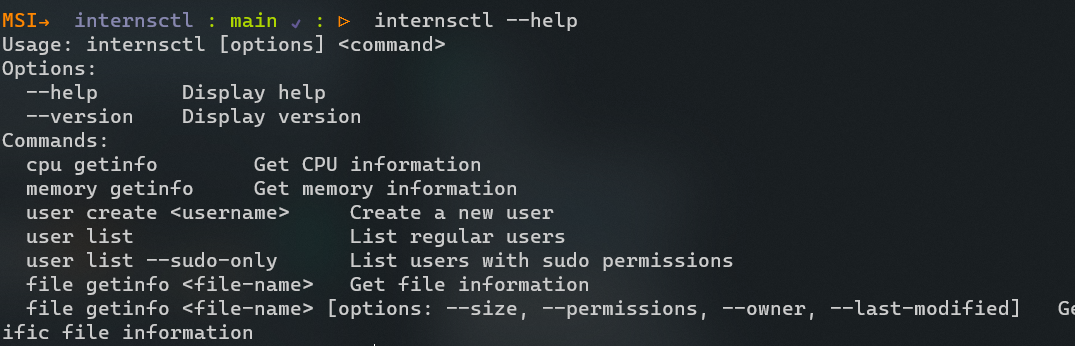 MSI→  internsctl : main ✓ : ▷  internsctl --help
Usage: internsctl [options] <command>
Options:
  --help       Display help
  --version    Display version
Commands:
  cpu getinfo        Get CPU information
  memory getinfo     Get memory information
  user create <username>     Create a new user
  user list                  List regular users
  user list --sudo-only      List users with sudo permissions
  file getinfo <file-name>   Get file information
  file getinfo <file-name> [options: --size, --permissions, --owner, --last-modified]   Ge
ific file information